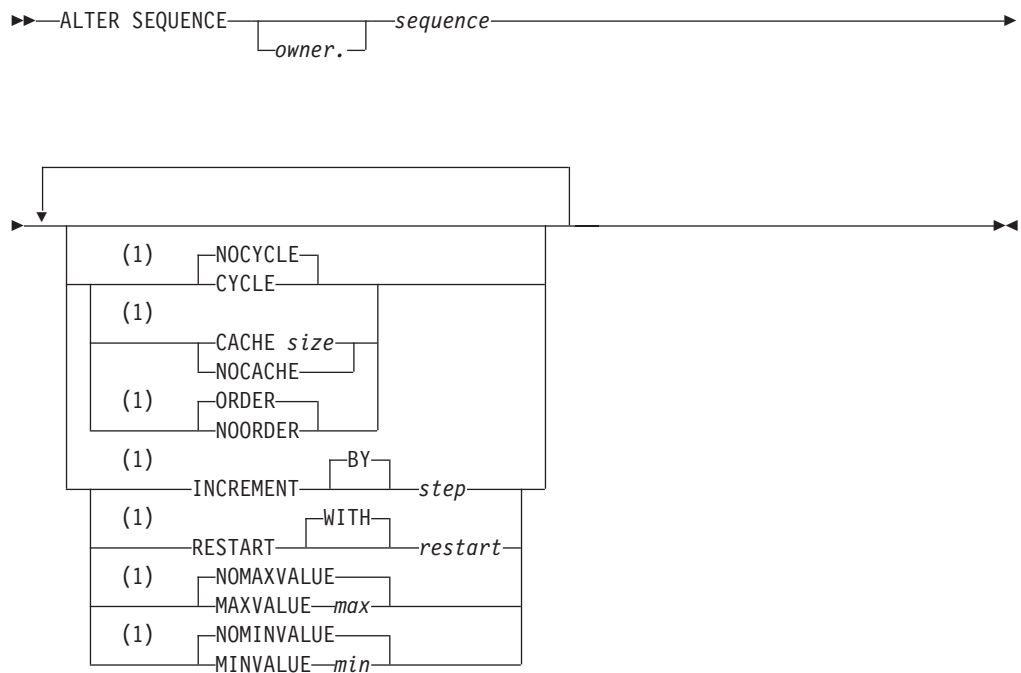 ALTER SEQUENCE sequence
owner.
(1) NOCYCLE
CYCLE
(1)
CACHE size
NOCACHE
(1) ORDER
NOORDER
(1) BY
INCREMENT step
(1) WITH
RESTART restart
(1) NOMAXVALUE
MAXVALUE max
(1) NOMINVALUE
MINVALUE min